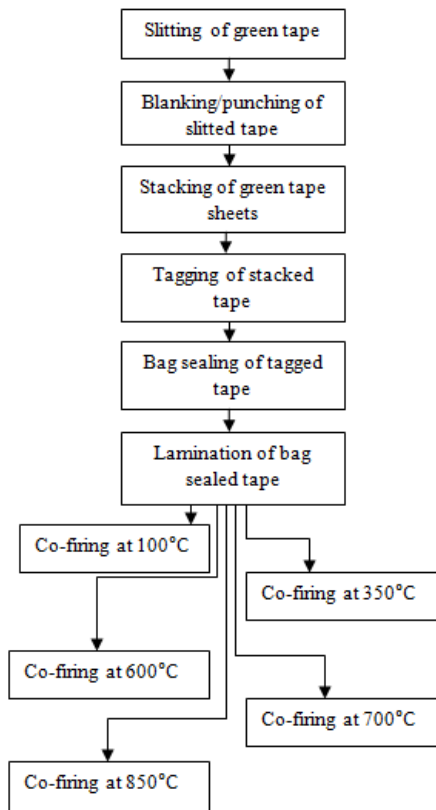 Slitting of green tape
Blanking/punching of
slitted tape
Stacking of green tape
sheets
Tagging of stacked
tape
Bag sealing of tagged
tape
Lamination of bag
sealed tape
Co-firing at 100°C
Co-firing at 350°C
Co-firing at 600°C
Co-firing at 700°C
Co-firing at 850°C